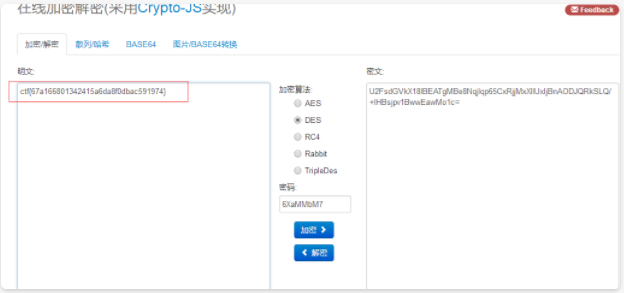 在线加密解密(采用Crypto-JS实现)
Feedback
加密/解密 散列/哈希 BASE64 图片/BASE64转换
明文:
ctf{67a166801342415a6da8f0dbac591974}
加密算法:
AES
DES
RC4
Rabbit
TripleDes
密码:
6XaMMbM7
加密
解密
密文: